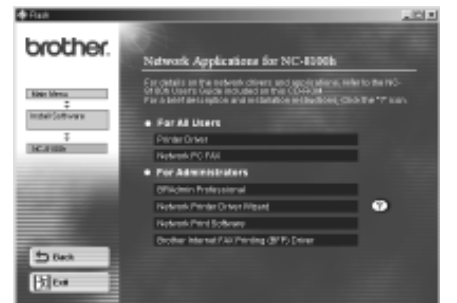 Flash
brother.
Main Menu
Install Software
NC-8100h
Network Applications for NC-8100h
For details on the network drivers and applications, refer to the NC-
8100h User's Guide included on this CD-ROM.
For a brief description and installation instructions, Click the "?" icon.
For All Users
Printer Driver
Network PC FAX
For Administrators
BRAdmin Professional
Network Printer Driver Wizard
?
Network Print Software
Brother Internet FAX Printing (BFP) Driver
Back
Exit